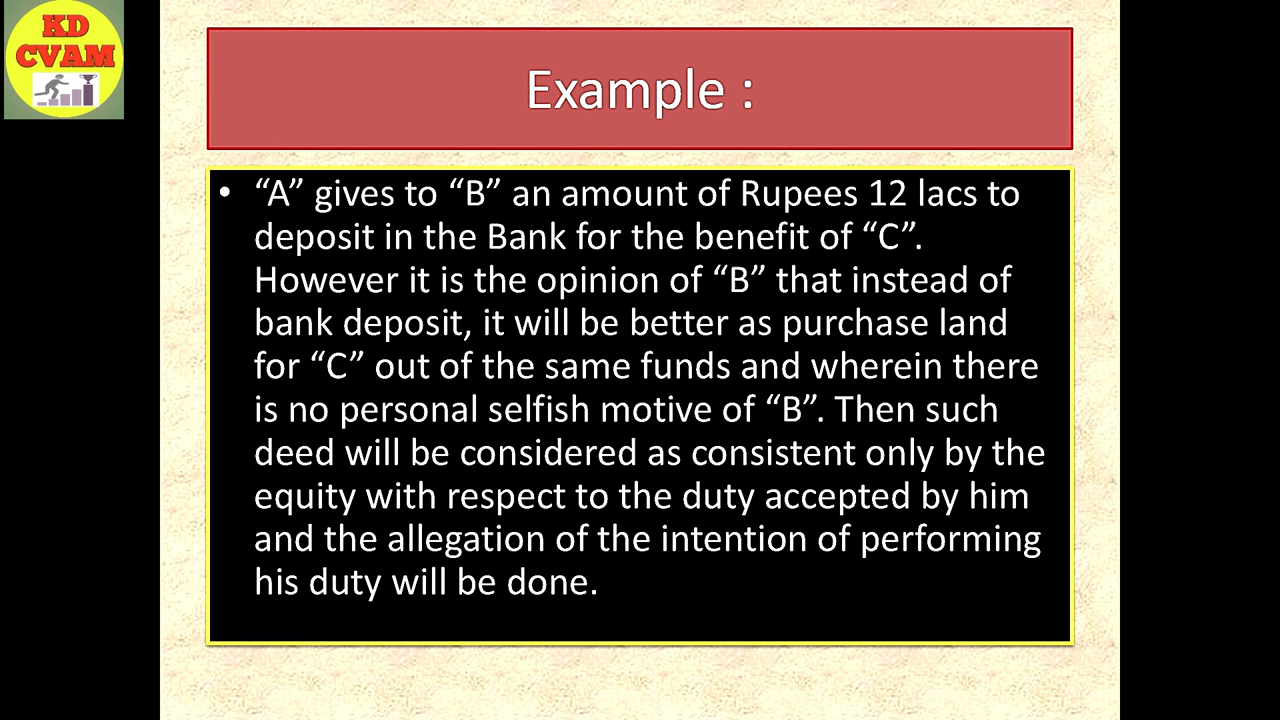 KD
CVAM
Example :
• “A” gives to “B” an amount of Rupees 12 lacs to
deposit in the Bank for the benefit of “C”.
However it is the opinion of “B” that instead of
bank deposit, it will be better as purchase land
for “C” out of the same funds and wherein there
is no personal selfish motive of “B”. Then such
deed will be considered as consistent only by the
equity with respect to the duty accepted by him
and the allegation of the intention of performing
his duty will be done.